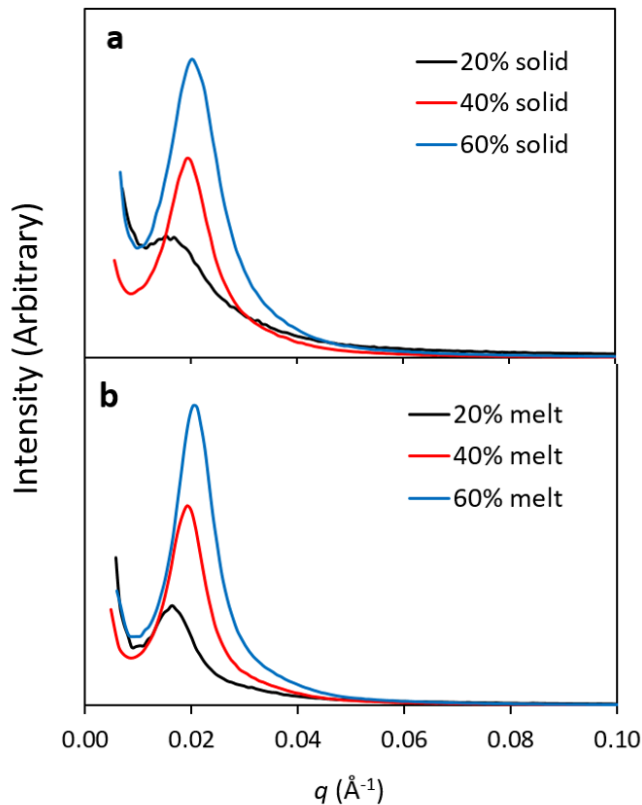 a
20% solid
40% solid
60% solid
Intensity (Arbitrary)
b
20% melt
40% melt
60% melt
0.00 0.02 0.04 0.06 0.08 0.10
q (Å⁻¹)